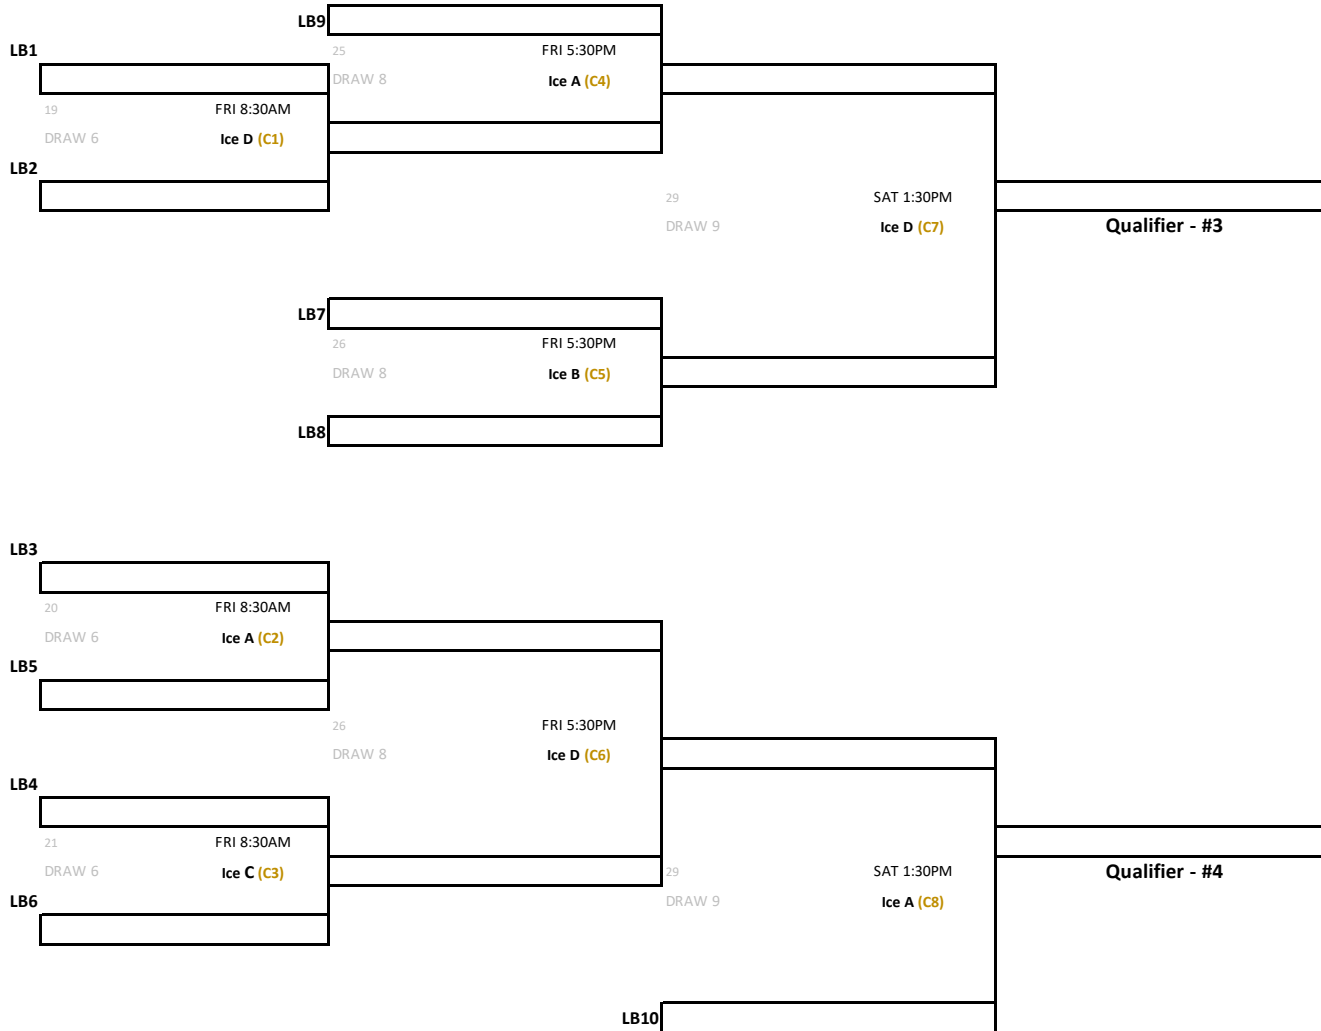 LB9
LB1
25 FRI 5:30PM
DRAW 8 Ice A (C4)
19 FRI 8:30AM
DRAW 6 Ice D (C1)
LB2
29 SAT 1:30PM
DRAW 9 Ice D (C7)
Qualifier - #3
LB7
26 FRI 5:30PM
DRAW 8 Ice B (C5)
LB8
LB3
20 FRI 8:30AM
DRAW 6 Ice A (C2)
LB5
26 FRI 5:30PM
DRAW 8 Ice D (C6)
LB4
21 FRI 8:30AM
DRAW 6 Ice C (C3)
LB6
29 SAT 1:30PM
DRAW 9 Ice A (C8)
Qualifier - #4
LB10